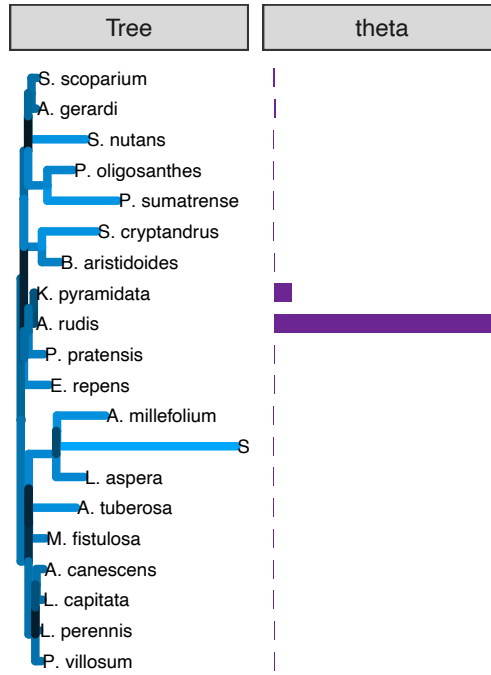 Tree
theta
S. scoparium
A. gerardi
S. nutans
P. oligosanthes
P. sumatrense
S. cryptandrus
B. aristidoides
K. pyramidata
A. rudis
P. pratensis
E. repens
A. millefolium
S
L. aspera
A. tuberosa
M. fistulosa
A. canescens
L. capitata
L. perennis
P. villosum